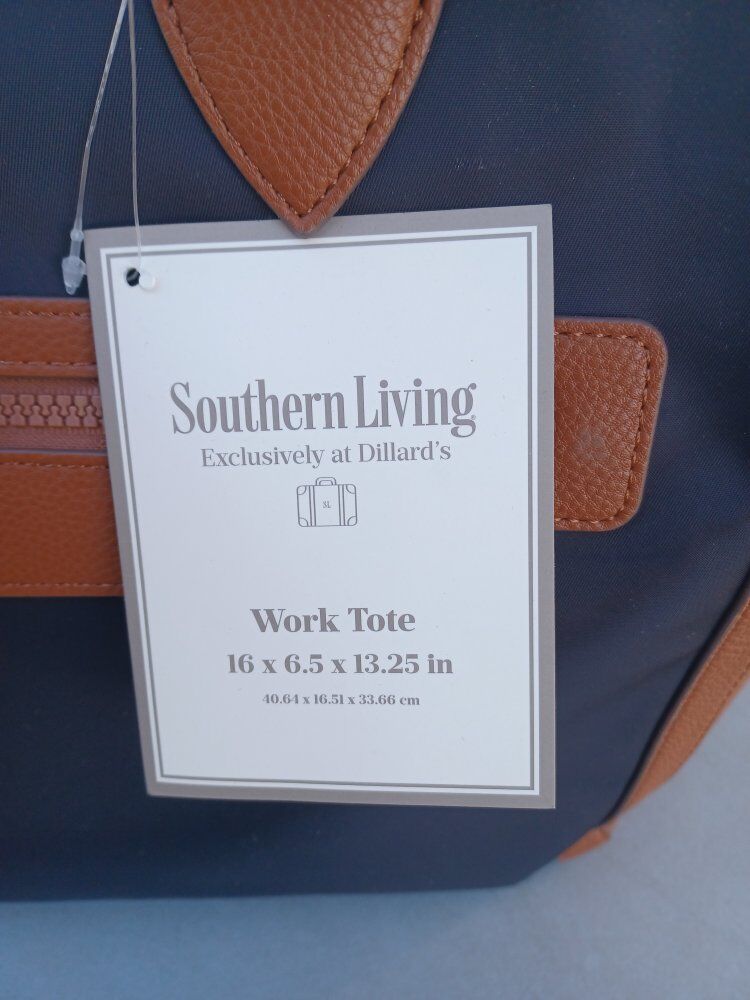 Southern Living
Exclusively at Dillard's
SL
Work Tote
16 x 6.5 x 13.25 in
40.64 x 16.51 x 33.66 cm